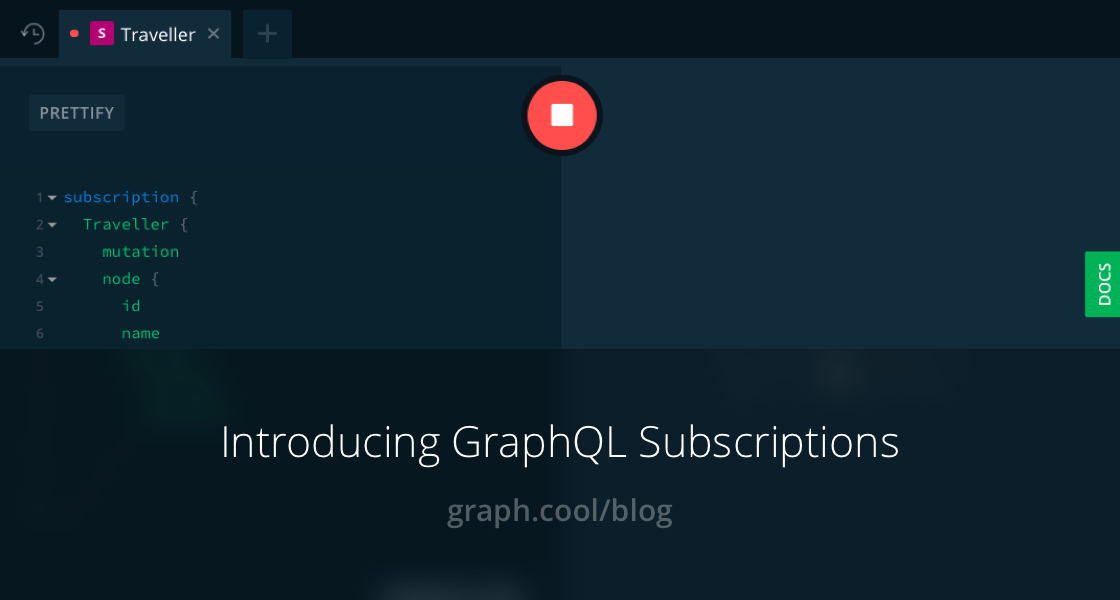 S Traveller ×
PRETTIFY
1 subscription {
2 Traveller {
3 mutation
4 node {
5 id
6 name
DOCS
Introducing GraphQL Subscriptions
graph.cool/blog